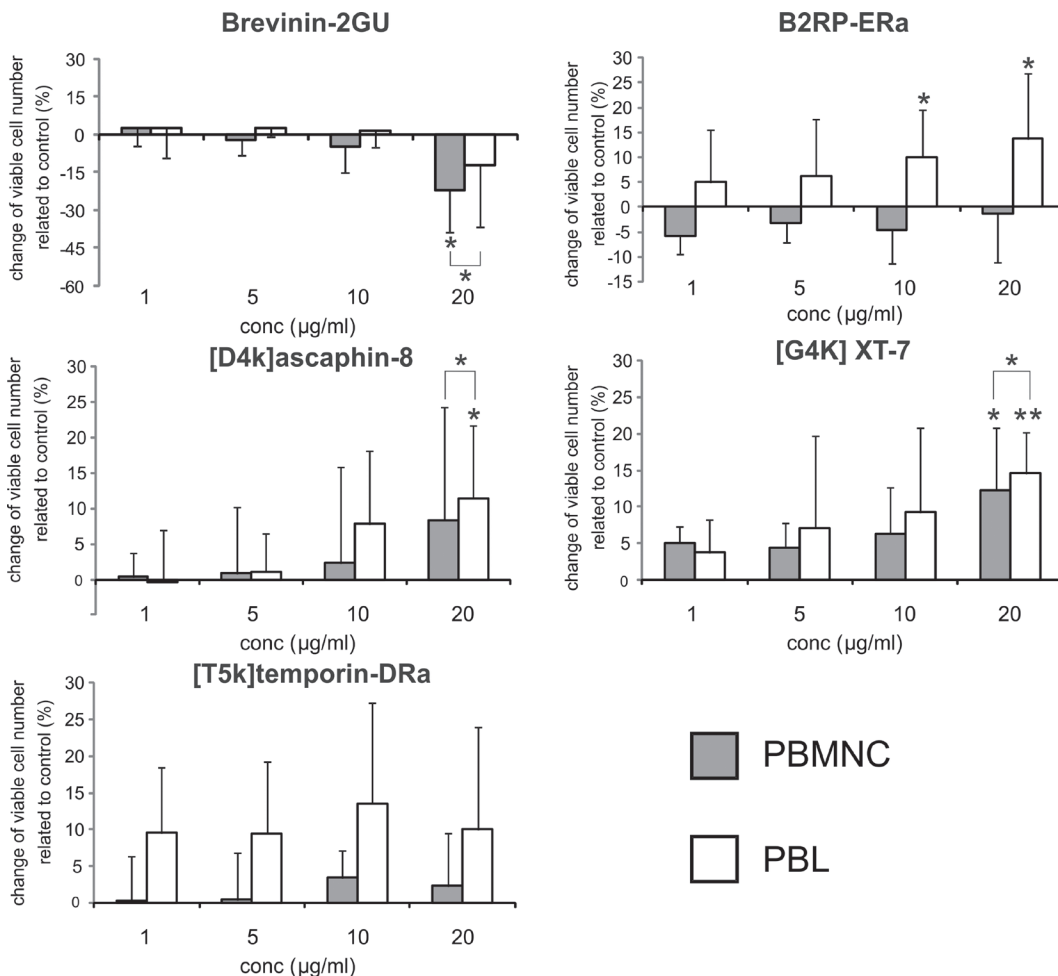 Brevinin-2GU
change of viable cell number
related to control (%)
30
15
0
-15
-30
-45
-60
*
*
1 5 10 20
conc (µg/ml)
B2RP-ERa
change of viable cell number
related to control (%)
30
25
20
15
10
5
0
-5
-10
-15
* *
1 5 10 20
conc (µg/ml)
[D4k]ascaphin-8
change of viable cell number
related to control (%)
30
25
20
15
10
5
0
*
*
1 5 10 20
conc (µg/ml)
[G4K] XT-7
change of viable cell number
related to control (%)
30
25
20
15
10
5
0
*
* **
1 5 10 20
conc (µg/ml)
[T5k]temporin-DRa
change of viable cell number
related to control (%)
30
25
20
15
10
5
0
1 5 10 20
conc (µg/ml)
PBMNC
PBL